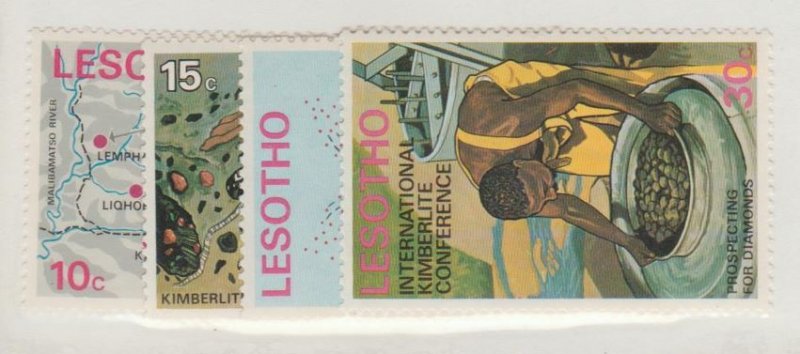 LESO
MALIBAMATSO RIVER
LEMPHA
LIQHO
K
10c
15c
KIMBERLIT
LESOTHO
LESOTHO
INTERNATIONAL
KIMBERLITE
CONFERENCE
30c
PROSPECTING
FOR DIAMONDS